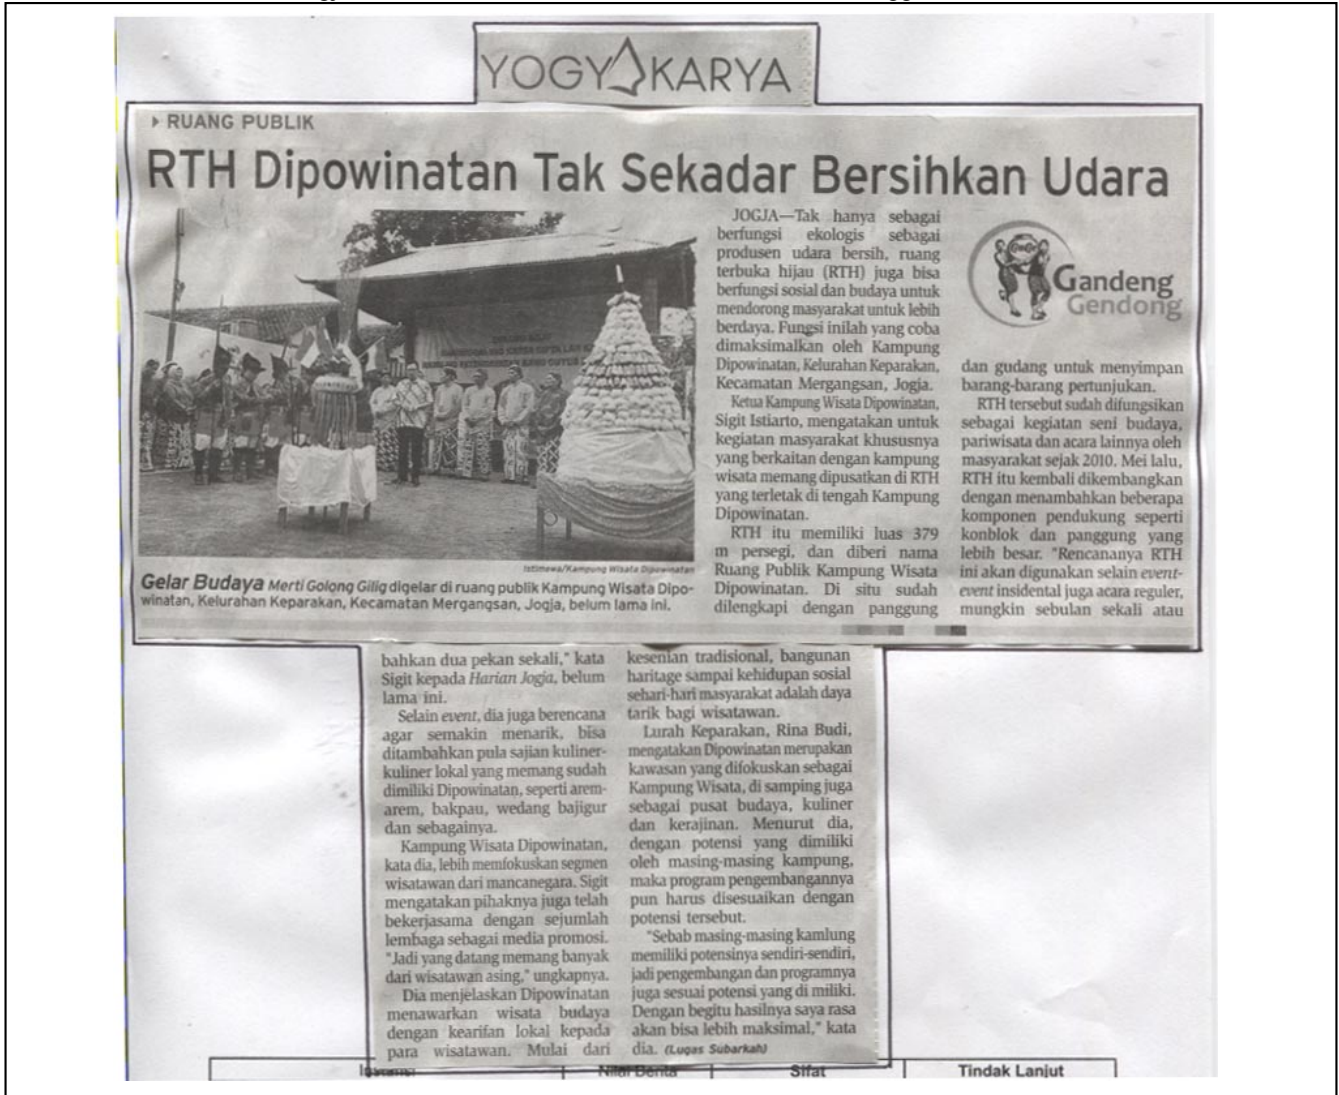 YOGYAKARYA
RUANG PUBLIK
RTH Dipowinatan Tak Sekadar Bersihkan Udara
Istimewa/Kampung Wisata Dipowinatan
Gelar Budaya Merti Golong Gilig digelar di ruang publik Kampung Wisata Dipo-
winatan, Kelurahan Keparakan, Kecamatan Mergangsan, Jogja, belum lama ini.
JOGJA—Tak hanya sebagai
berfungsi ekologis sebagai
produsen udara bersih, ruang
terbuka hijau (RTH) juga bisa
berfungsi sosial dan budaya untuk
mendorong masyarakat untuk lebih
berdaya. Fungsi inilah yang coba
dimaksimalkan oleh Kampung
Dipowinatan, Kelurahan Keparakan,
Kecamatan Mergangsan, Jogja.
Ketua Kampung Wisata Dipowinatan,
Sigit Istiarto, mengatakan untuk
kegiatan masyarakat khususnya
yang berkaitan dengan kampung
wisata memang dipusatkan di RTH
yang terletak di tengah Kampung
Dipowinatan.
RTH itu memiliki luas 379
m persegi, dan diberi nama
Ruang Publik Kampung Wisata
Dipowinatan. Di situ sudah
dilengkapi dengan panggung
Gandeng
Gendong
dan gudang untuk menyimpan
barang-barang pertunjukan.
RTH tersebut sudah difungsikan
sebagai kegiatan seni budaya,
pariwisata dan acara lainnya oleh
masyarakat sejak 2010. Mei lalu,
RTH itu kembali dikembangkan
dengan menambahkan beberapa
komponen pendukung seperti
konblok dan panggung yang
lebih besar. "Rencananya RTH
ini akan digunakan selain event-
event insidental juga acara reguler,
mungkin sebulan sekali atau
bahkan dua pekan sekali," kata
Sigit kepada Harian Jogja, belum
lama ini.
Selain event, dia juga berencana
agar semakin menarik, bisa
ditambahkan pula sajian kuliner-
kuliner lokal yang memang sudah
dimiliki Dipowinatan, seperti arem-
arem, bakpau, wedang bajigur
dan sebagainya.
Kampung Wisata Dipowinatan,
kata dia, lebih memfokuskan segmen
wisatawan dari mancanegara. Sigit
mengatakan pihaknya juga telah
bekerjasama dengan sejumlah
lembaga sebagai media promosi.
"Jadi yang datang memang banyak
dari wisatawan asing," ungkapnya.
Dia menjelaskan Dipowinatan
menawarkan wisata budaya
dengan kearifan lokal kepada
para wisatawan. Mulai dari
kesenian tradisional, bangunan
haritage sampai kehidupan sosial
sehari-hari masyarakat adalah daya
tarik bagi wisatawan.
Lurah Keparakan, Rina Budi,
mengatakan Dipowinatan merupakan
kawasan yang difokuskan sebagai
Kampung Wisata, di samping juga
sebagai pusat budaya, kuliner
dan kerajinan. Menurut dia,
dengan potensi yang dimiliki
oleh masing-masing kampung,
maka program pengembangannya
pun harus disesuaikan dengan
potensi tersebut.
"Sebab masing-masing kamlung
memiliki potensinya sendiri-sendiri,
jadi pengembangan dan programnya
juga sesuai potensi yang di miliki.
Dengan begitu hasilnya saya rasa
akan bisa lebih maksimal," kata
dia. (Lugas Subarkah)
Nilai Berita Sifat Tindak Lanjut